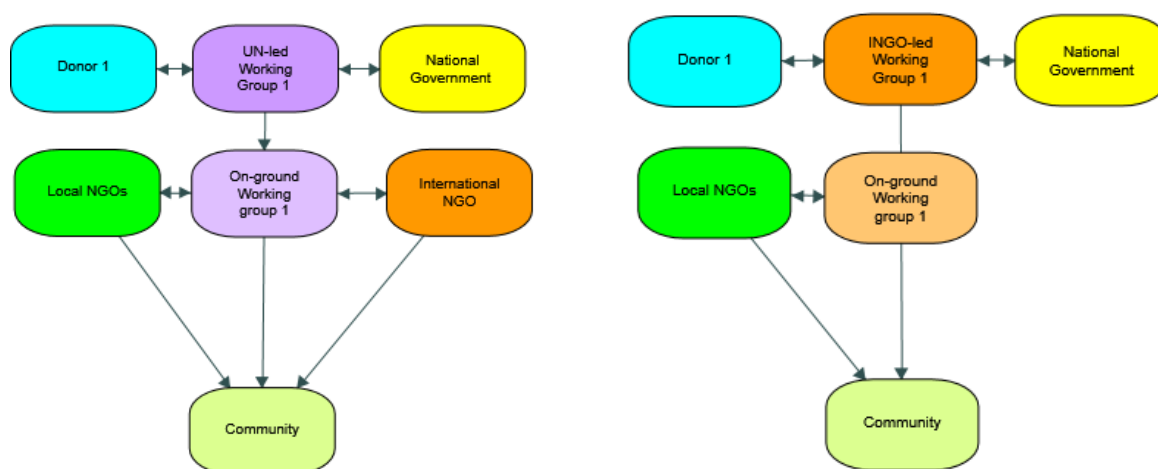 Donor 1
UN-led
Working
Group 1
National
Government
Local NGOs
On-ground
Working
group 1
International
NGO
Community
Donor 1
INGO-led
Working
Group 1
National
Government
Local NGOs
On-ground
Working
group 1
Community